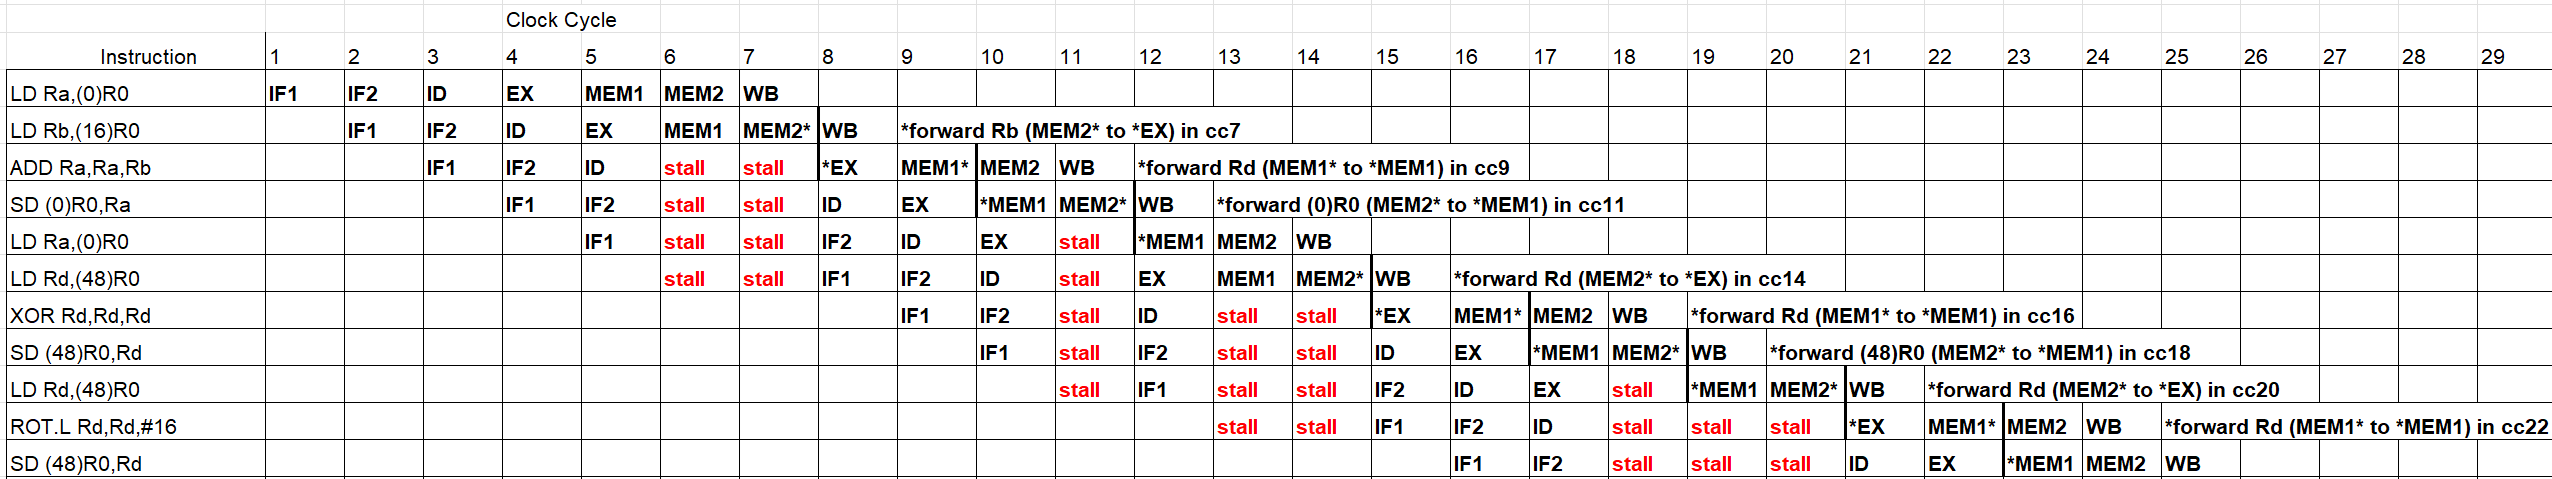 Clock Cycle
Instruction 1 2 3 4 5 6 7 8 9 10 11 12 13 14 15 16 17 18 19 20 21 22 23 24 25 26 27 28 29
LD Ra,(0)R0 IF1 IF2 ID EX MEM1 MEM2 WB
LD Rb,(16)R0 IF1 IF2 ID EX MEM1 MEM2* WB *forward Rb (MEM2* to *EX) in cc7
ADD Ra,Ra,Rb IF1 IF2 ID stall stall *EX MEM1* MEM2 WB *forward Rd (MEM1* to *MEM1) in cc9
SD (0)R0,Ra IF1 IF2 stall stall ID EX *MEM1 MEM2* WB *forward (0)R0 (MEM2* to *MEM1) in cc11
LD Ra,(0)R0 IF1 stall stall IF2 ID EX stall *MEM1 MEM2 WB
LD Rd,(48)R0 stall stall IF1 IF2 ID stall EX MEM1 MEM2* WB *forward Rd (MEM2* to *EX) in cc14
XOR Rd,Rd,Rd IF1 IF2 stall ID stall stall *EX MEM1* MEM2 WB *forward Rd (MEM1* to *MEM1) in cc16
SD (48)R0,Rd IF1 stall IF2 stall stall ID EX *MEM1 MEM2* WB *forward (48)R0 (MEM2* to *MEM1) in cc18
LD Rd,(48)R0 stall IF1 stall stall IF2 ID EX stall *MEM1 MEM2* WB *forward Rd (MEM2* to *EX) in cc20
ROT.L Rd,Rd,#16 stall stall IF1 IF2 ID stall stall stall *EX MEM1* MEM2 WB *forward Rd (MEM1* to *MEM1) in cc22
SD (48)R0,Rd IF1 IF2 stall stall stall ID EX *MEM1 MEM2 WB